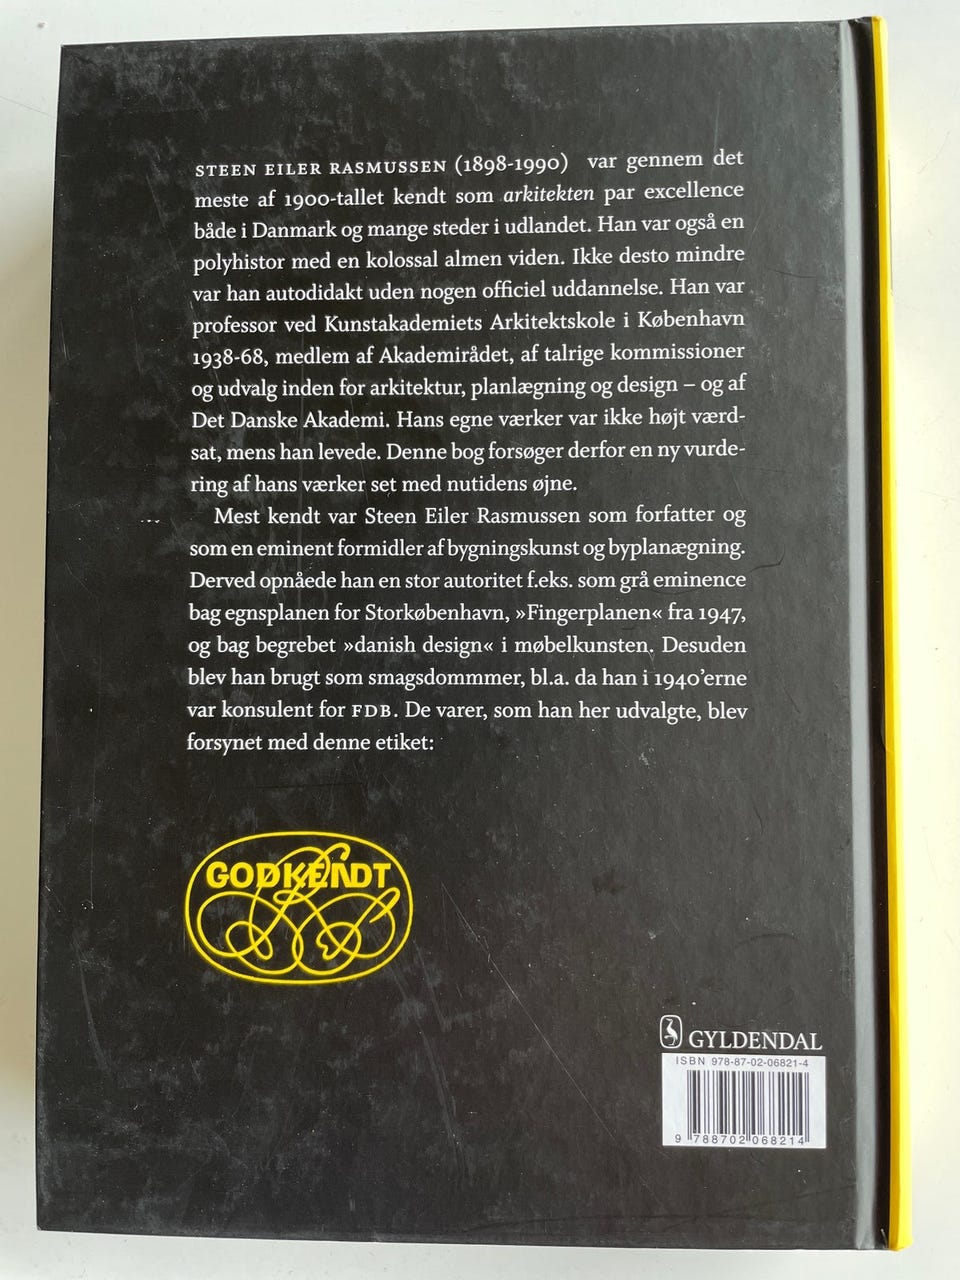 STEEN EILER RASMUSSEN (1898-1990) var gennem det
meste af 1900-tallet kendt som arkitekten par excellence
både i Danmark og mange steder i udlandet. Han var også en
polyhistor med en kolossal almen viden. Ikke desto mindre
var han autodidakt uden nogen officiel uddannelse. Han var
professor ved Kunstakademiets Arkitektskole i København
1938-68, medlem af Akademirådet, af talrige kommissioner
og udvalg inden for arkitektur, planlægning og design – og af
Det Danske Akademi. Hans egne værker var ikke højt værd-
sat, mens han levede. Denne bog forsøger derfor en ny vurde-
ring af hans værker set med nutidens øjne.
Mest kendt var Steen Eiler Rasmussen som forfatter og
som en eminent formidler af bygningskunst og byplanægning.
Derved opnåede han en stor autoritet f.eks. som grå eminence
bag egnsplanen for Storkøbenhavn, »Fingerplanen« fra 1947,
og bag begrebet »danish design« i møbelkunsten. Desuden
blev han brugt som smagsdommmer, bl.a. da han i 1940'erne
var konsulent for FDB. De varer, som han her udvalgte, blev
forsynet med denne etiket:
GODKENDT
GYLDENDAL
ISBN 978-87-02-06821-4
9 788702 068214